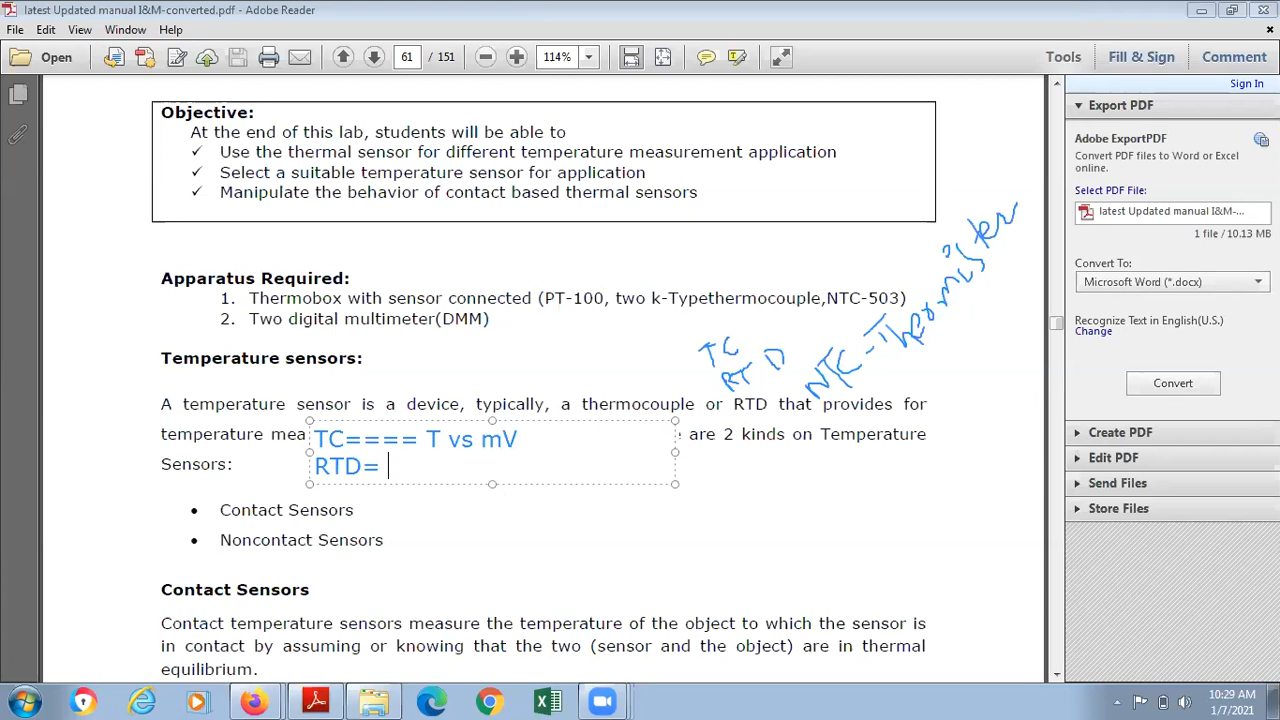 latest Updated manual I&M-converted.pdf - Adobe Reader
File Edit View Window Help
Open 61 / 151 114% Tools Fill & Sign Comment
Sign In
Objective:
At the end of this lab, students will be able to
✓ Use the thermal sensor for different temperature measurement application
✓ Select a suitable temperature sensor for application
✓ Manipulate the behavior of contact based thermal sensors
Apparatus Required:
1. Thermobox with sensor connected (PT-100, two k-Typethermocouple,NTC-503)
2. Two digital multimeter(DMM)
Temperature sensors:
TC
RTD
NTC-Thermister
A temperature sensor is a device, typically, a thermocouple or RTD that provides for
temperature mea are 2 kinds on Temperature
Sensors:
TC==== T vs mV
RTD=
• Contact Sensors
• Noncontact Sensors
Contact Sensors
Contact temperature sensors measure the temperature of the object to which the sensor is
in contact by assuming or knowing that the two (sensor and the object) are in thermal
equilibrium.
Export PDF
Adobe ExportPDF
Convert PDF files to Word or Excel
online.
Select PDF File:
latest Updated manual I&M-...
1 file / 10.13 MB
Convert To:
Microsoft Word (*.docx)
Recognize Text in English(U.S.)
Change
Convert
Create PDF
Edit PDF
Send Files
Store Files
10:29 AM
1/7/2021